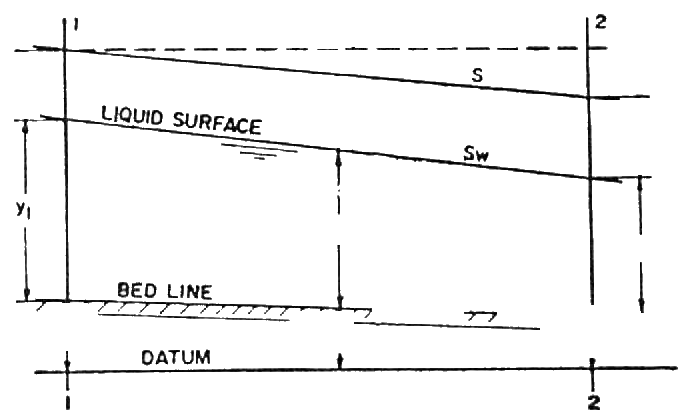 1
2
S
LIQUID SURFACE
Sw
y1
BED LINE
DATUM
1
2